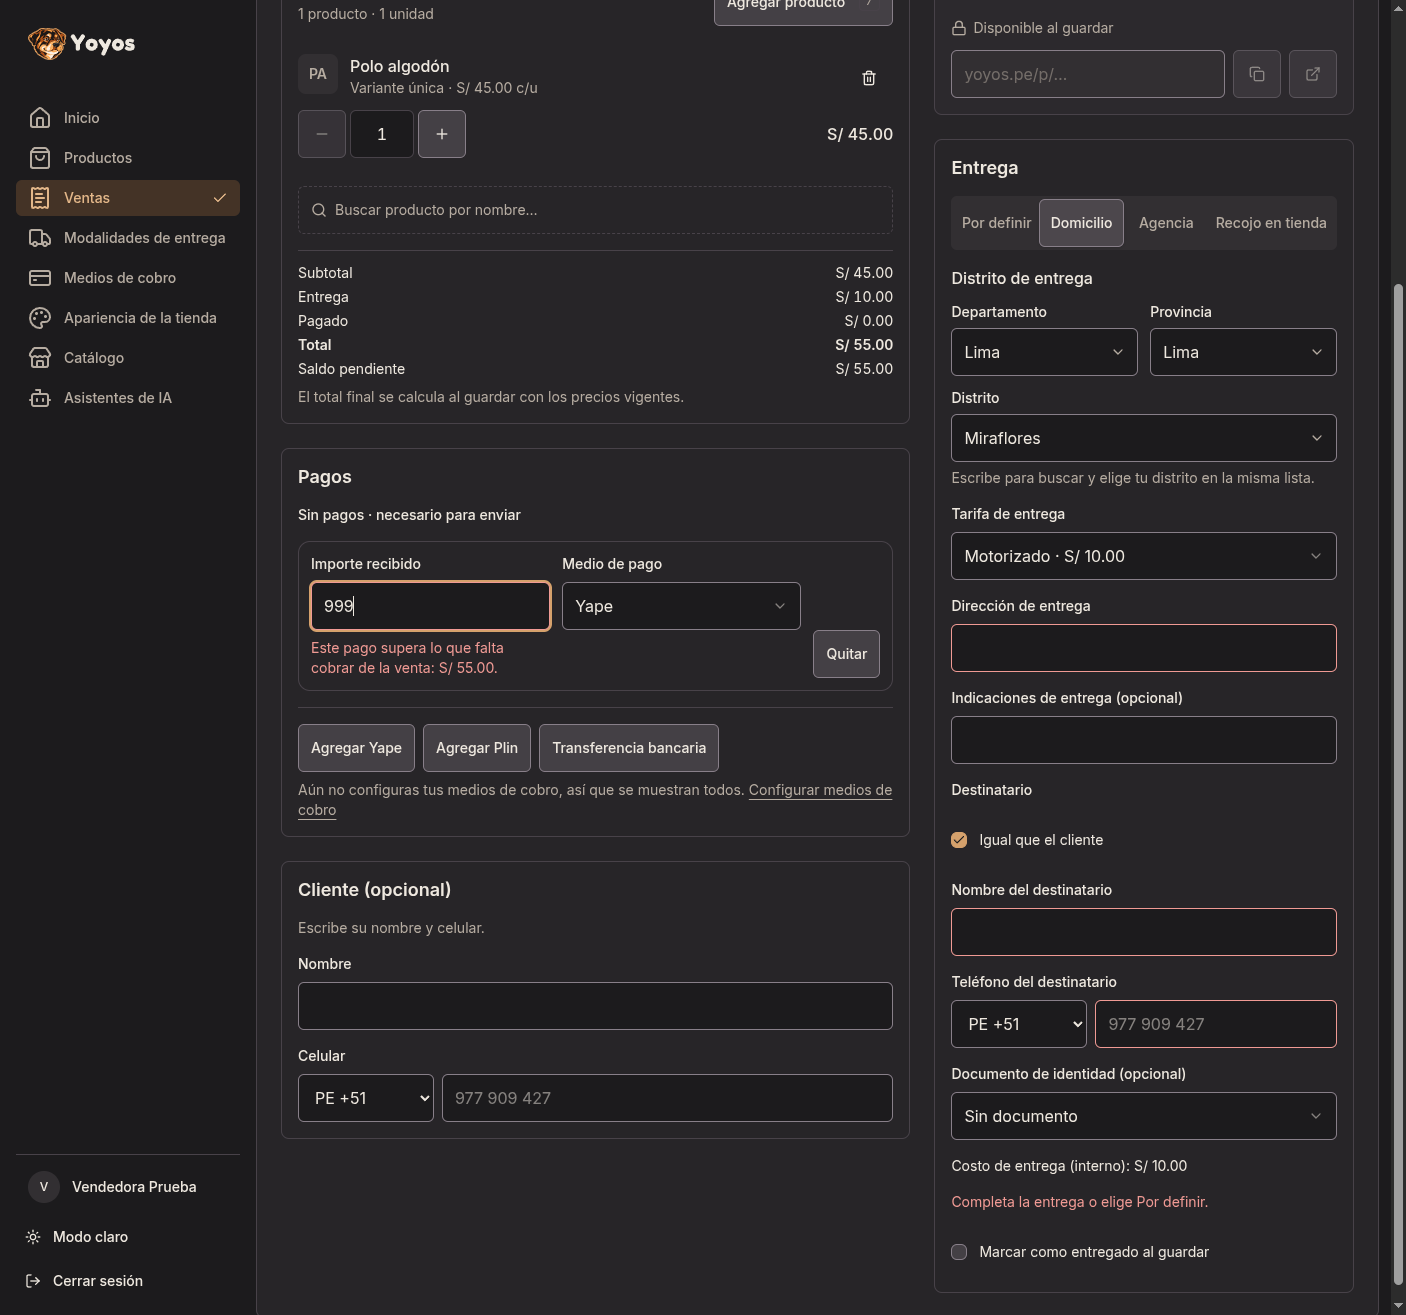 Yoyos
Inicio
Productos
Ventas
Modalidades de entrega
Medios de cobro
Apariencia de la tienda
Catálogo
Asistentes de IA
V
Vendedora Prueba
Modo claro
Cerrar sesión
1 producto · 1 unidad
Agregar producto
PA
Polo algodón
Variante única · S/ 45.00 c/u
1
S/ 45.00
Buscar producto por nombre...
Subtotal S/ 45.00
Entrega S/ 10.00
Pagado S/ 0.00
Total S/ 55.00
Saldo pendiente S/ 55.00
El total final se calcula al guardar con los precios vigentes.
Pagos
Sin pagos · necesario para enviar
Importe recibido Medio de pago
999 Yape
Este pago supera lo que falta
cobrar de la venta: S/ 55.00.
Quitar
Agregar Yape Agregar Plin Transferencia bancaria
Aún no configuras tus medios de cobro, así que se muestran todos. Configurar medios de
cobro
Cliente (opcional)
Escribe su nombre y celular.
Nombre
Celular
PE +51 977 909 427
Disponible al guardar
yoyos.pe/p/...
Entrega
Por definir Domicilio Agencia Recojo en tienda
Distrito de entrega
Departamento Provincia
Lima Lima
Distrito
Miraflores
Escribe para buscar y elige tu distrito en la misma lista.
Tarifa de entrega
Motorizado · S/ 10.00
Dirección de entrega
Indicaciones de entrega (opcional)
Destinatario
Igual que el cliente
Nombre del destinatario
Teléfono del destinatario
PE +51 977 909 427
Documento de identidad (opcional)
Sin documento
Costo de entrega (interno): S/ 10.00
Completa la entrega o elige Por definir.
Marcar como entregado al guardar